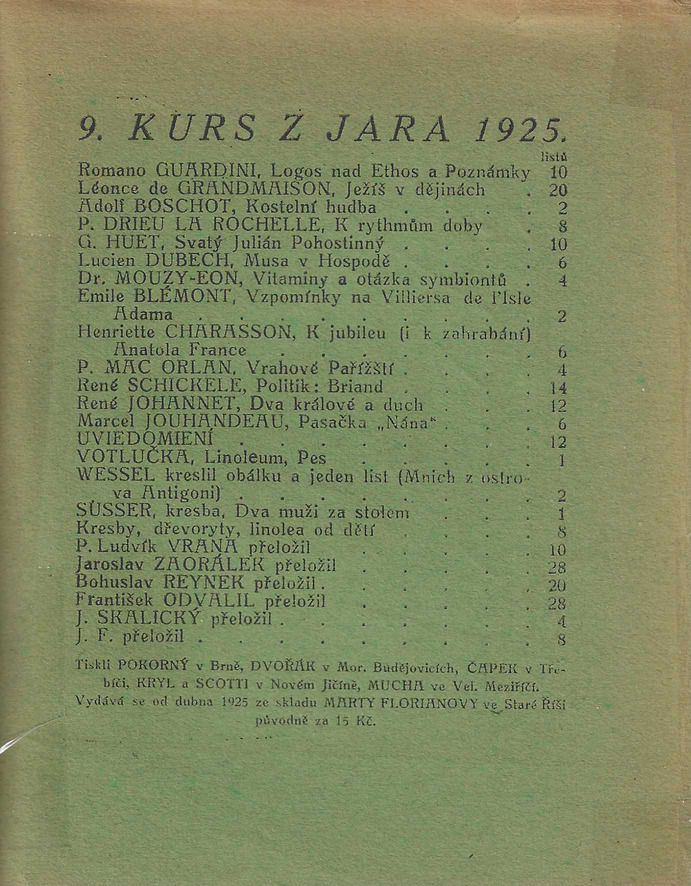 9. KURS Z JARA 1925.
listů
Romano GUARDINI, Logos nad Ethos a Poznámky 10
Léonce de GRANDMAISON, Ježíš v dějinách . 20
Adolf BOSCHOT, Kostelní hudba . . . . 2
P. DRIEU LA ROCHELLE, K rythmům doby . 8
G. HUET, Svatý Julián Pohostinný . . . . 10
Lucien DUBECH, Musa v Hospodě . . . . 6
Dr. MOUZY-EON, Vitaminy a otázka symbiontů . 4
Emile BLÉMONT, Vzpomínky na Villiersa de l'Isle
Adama . . . . . . . . . 2
Henriette CHARASSON, K jubileu (i k zahrabání)
Anatola France . . . . . . . 6
P. MAC ORLAN, Vrahové Pařížští . . . . 4
René SCHICKELE, Politik: Briand . . . . 14
René JOHANNET, Dva králové a duch . . . 12
Marcel JOUHANDEAU, Pasačka „Nána“ . . . 6
UVIEDOMIENÍ . . . . . . . 12
VOTLUČKA, Linoleum, Pes . . . . . 1
WESSEL kreslil obálku a jeden list (Mnich z ostro-
va Antigoni) . . . . . . . . 2
SÜSSER, kresba, Dva muži za stolem . . . 1
Kresby, dřevoryty, linolea od dětí . . . . 8
P. Ludvík VRÁNA přeložil . . . . . 10
Jaroslav ZAORÁLEK přeložil . . . . . 28
Bohuslav REYNEK přeložil . . . . . . 20
František ODVALIL přeložil . . . . . 28
J. SKALICKÝ přeložil . . . . . . . 4
J. F. přeložil . . . . . . . . . 8
Tiskli POKORNÝ v Brně, DVOŘÁK v Mor. Budějovicích, ČAPEK v Tře-
bíči, KRYL a SCOTTI v Novém Jičíně, MUCHA ve Vel. Meziříčí.
Vydává se od dubna 1925 ze skladu MARTY FLORIANOVY ve Staré Říši
původně za 15 Kč.